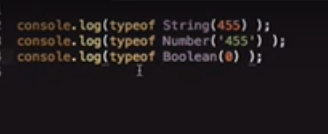 console.log(typeof String(455) );
console.log(typeof Number('455') );
console.log(typeof Boolean(0) );